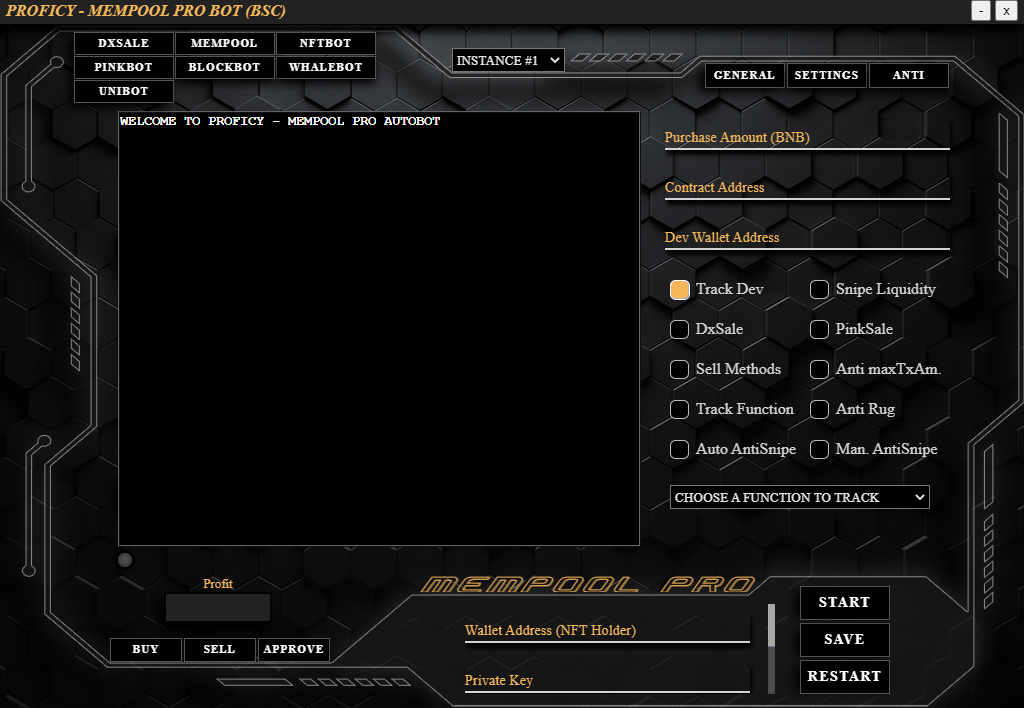 PROFICY - MEMPOOL PRO BOT (BSC)
- x
DXSALE MEMPOOL NFTBOT
PINKBOT BLOCKBOT WHALEBOT
UNIBOT
INSTANCE #1
GENERAL SETTINGS ANTI
WELCOME TO PROFICY - MEMPOOL PRO AUTOBOT
Purchase Amount (BNB)
Contract Address
Dev Wallet Address
Track Dev Snipe Liquidity
DxSale PinkSale
Sell Methods Anti maxTxAm.
Track Function Anti Rug
Auto AntiSnipe Man. AntiSnipe
CHOOSE A FUNCTION TO TRACK
Profit
BUY SELL APPROVE
MEMPOOL PRO
Wallet Address (NFT Holder)
Private Key
START
SAVE
RESTART